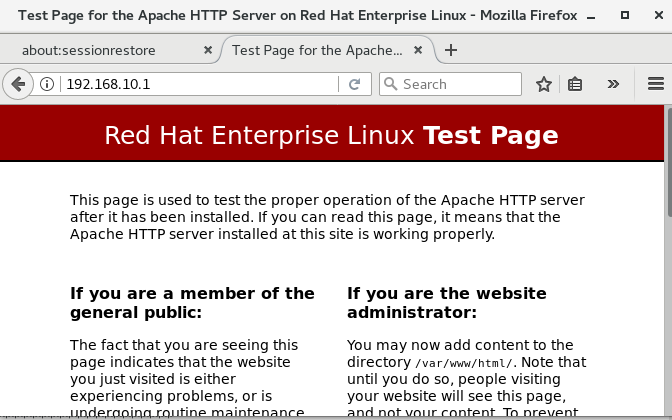 Test Page for the Apache HTTP Server on Red Hat Enterprise Linux - Mozilla Firefox
about:sessionrestore
Test Page for the Apache...
192.168.10.1
Search
Red Hat Enterprise Linux Test Page
This page is used to test the proper operation of the Apache HTTP server
after it has been installed. If you can read this page, it means that the
Apache HTTP server installed at this site is working properly.
If you are a member of the
general public:
The fact that you are seeing this
page indicates that the website
you just visited is either
experiencing problems, or is
undergoing routine maintenance
If you are the website
administrator:
You may now add content to the
directory /var/www/html/. Note that
until you do so, people visiting
your website will see this page,
and not your content. To prevent